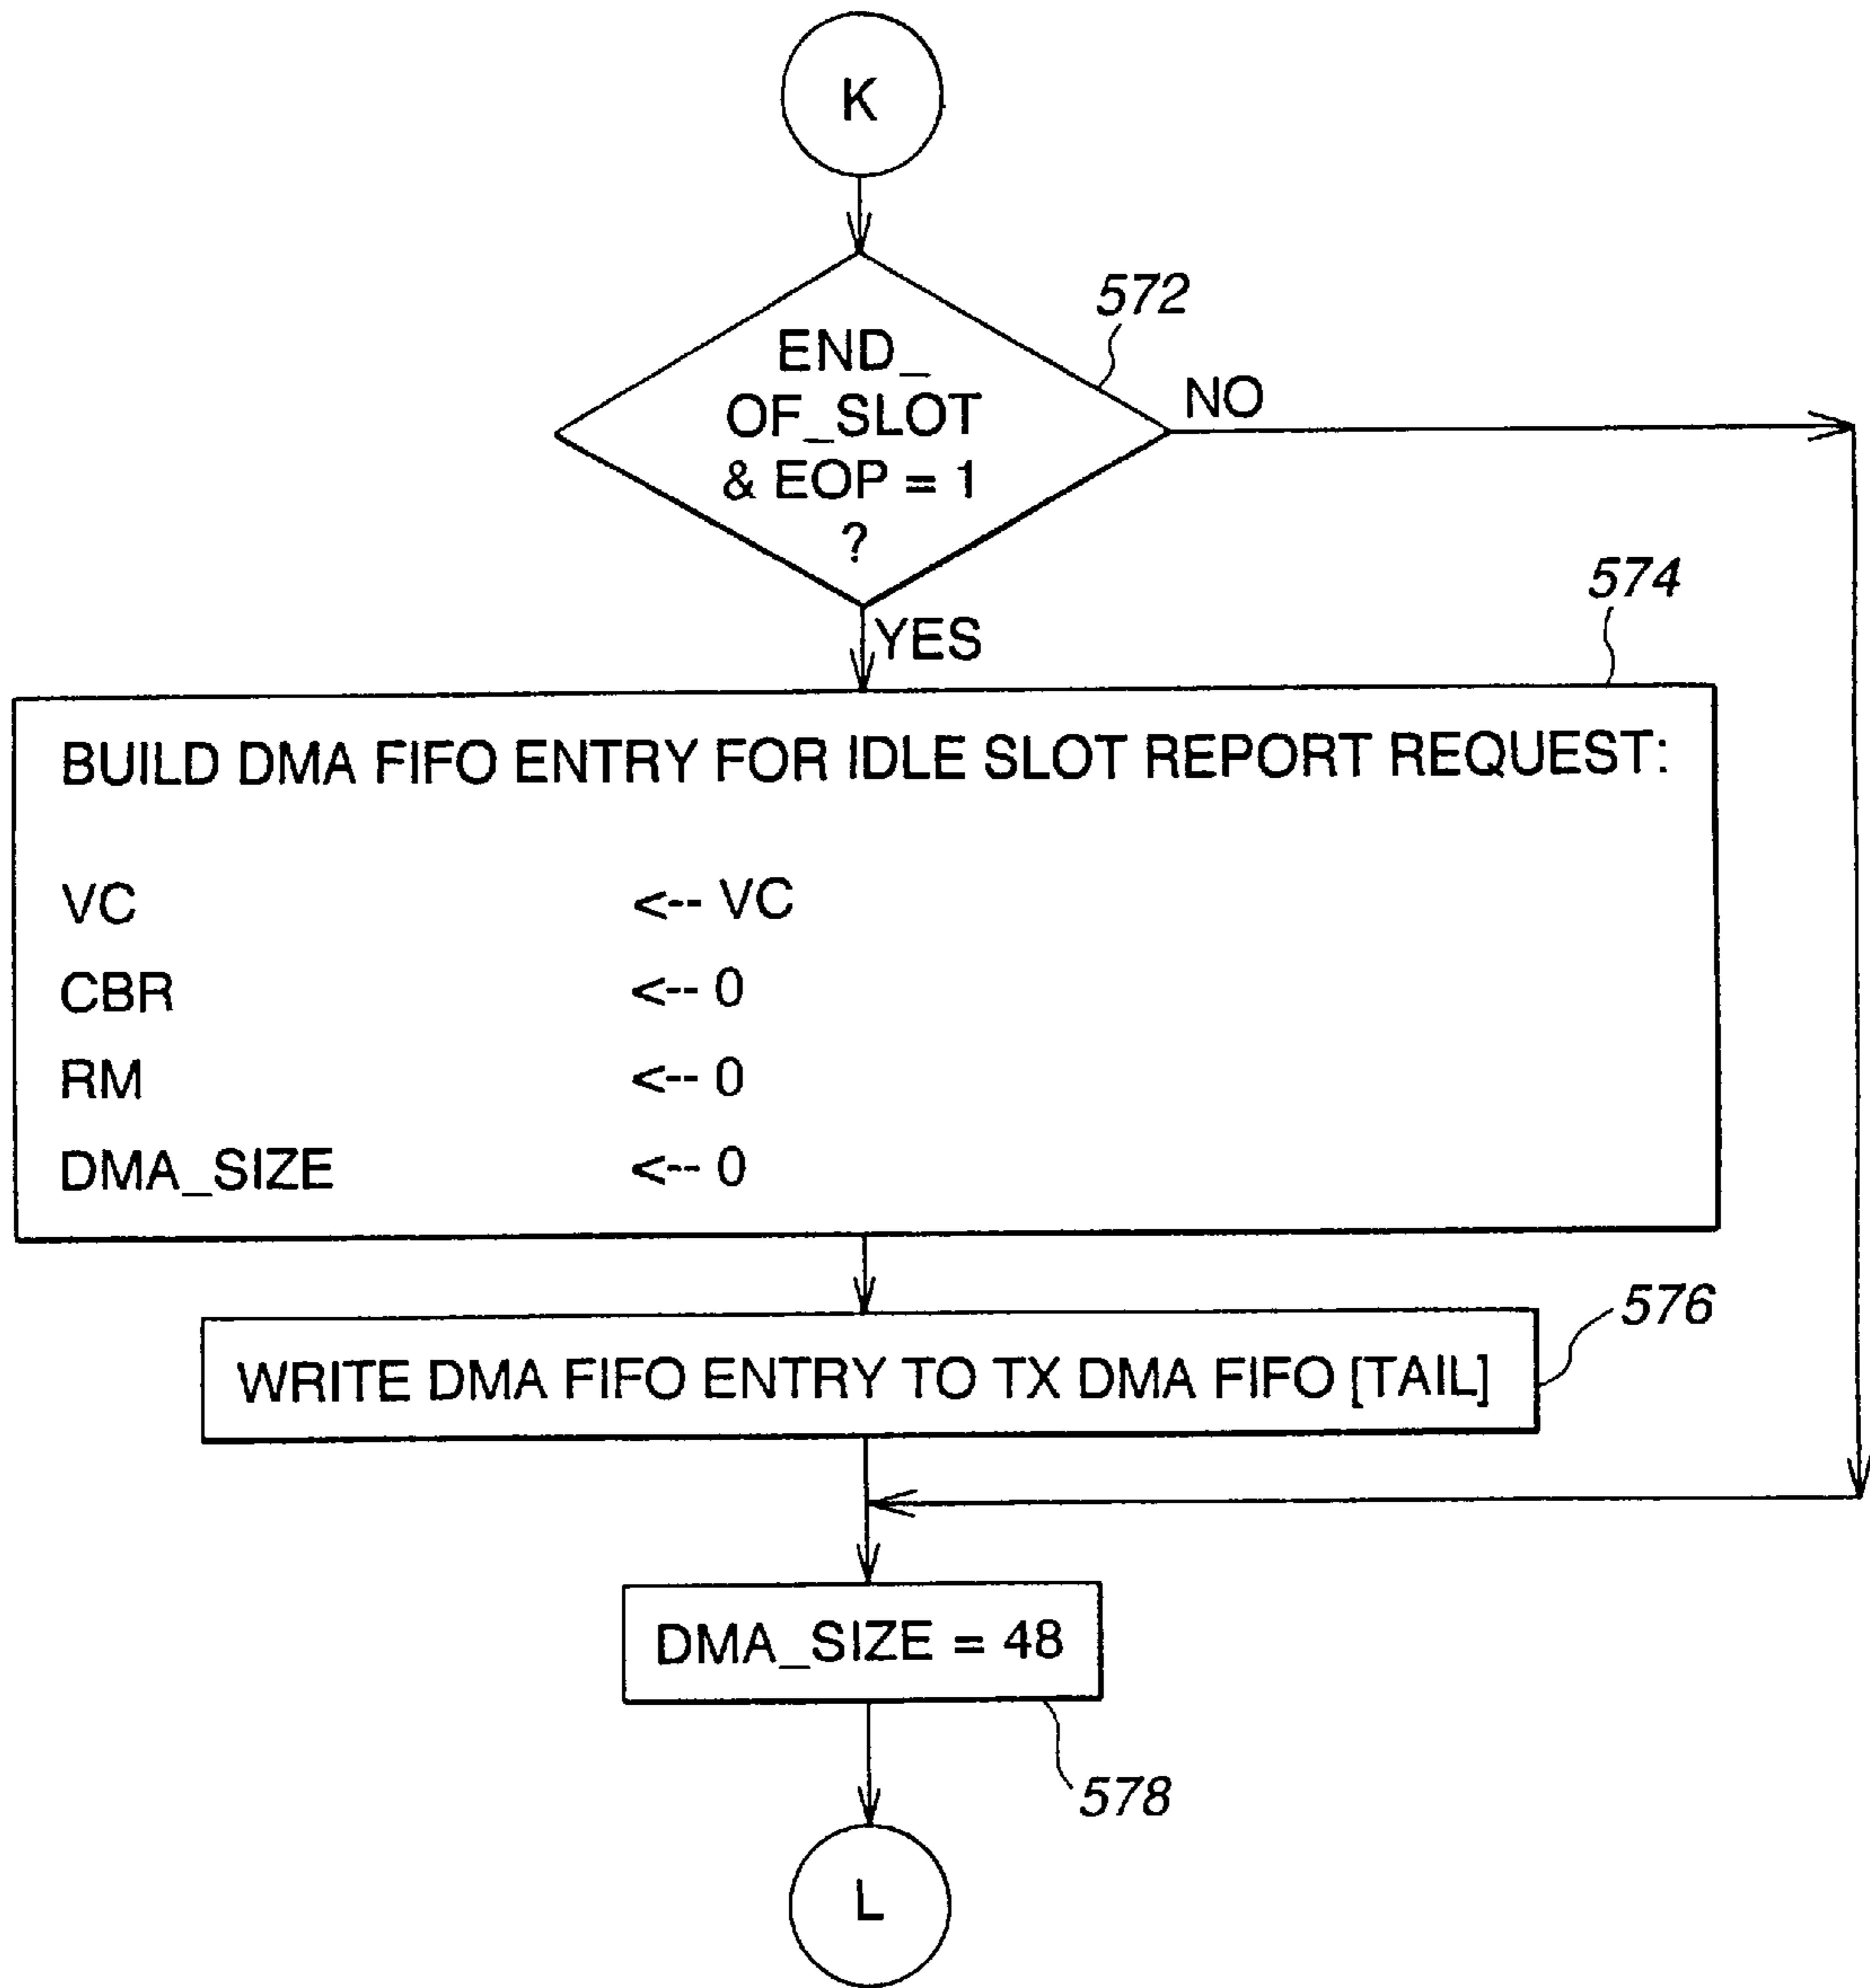 K
572
END_
OF_SLOT
& EOP = 1
?
NO
YES
574
BUILD DMA FIFO ENTRY FOR IDLE SLOT REPORT REQUEST:
VC <-- VC
CBR <-- 0
RM <-- 0
DMA_SIZE <-- 0
576
WRITE DMA FIFO ENTRY TO TX DMA FIFO [TAIL]
DMA_SIZE = 48
578
L